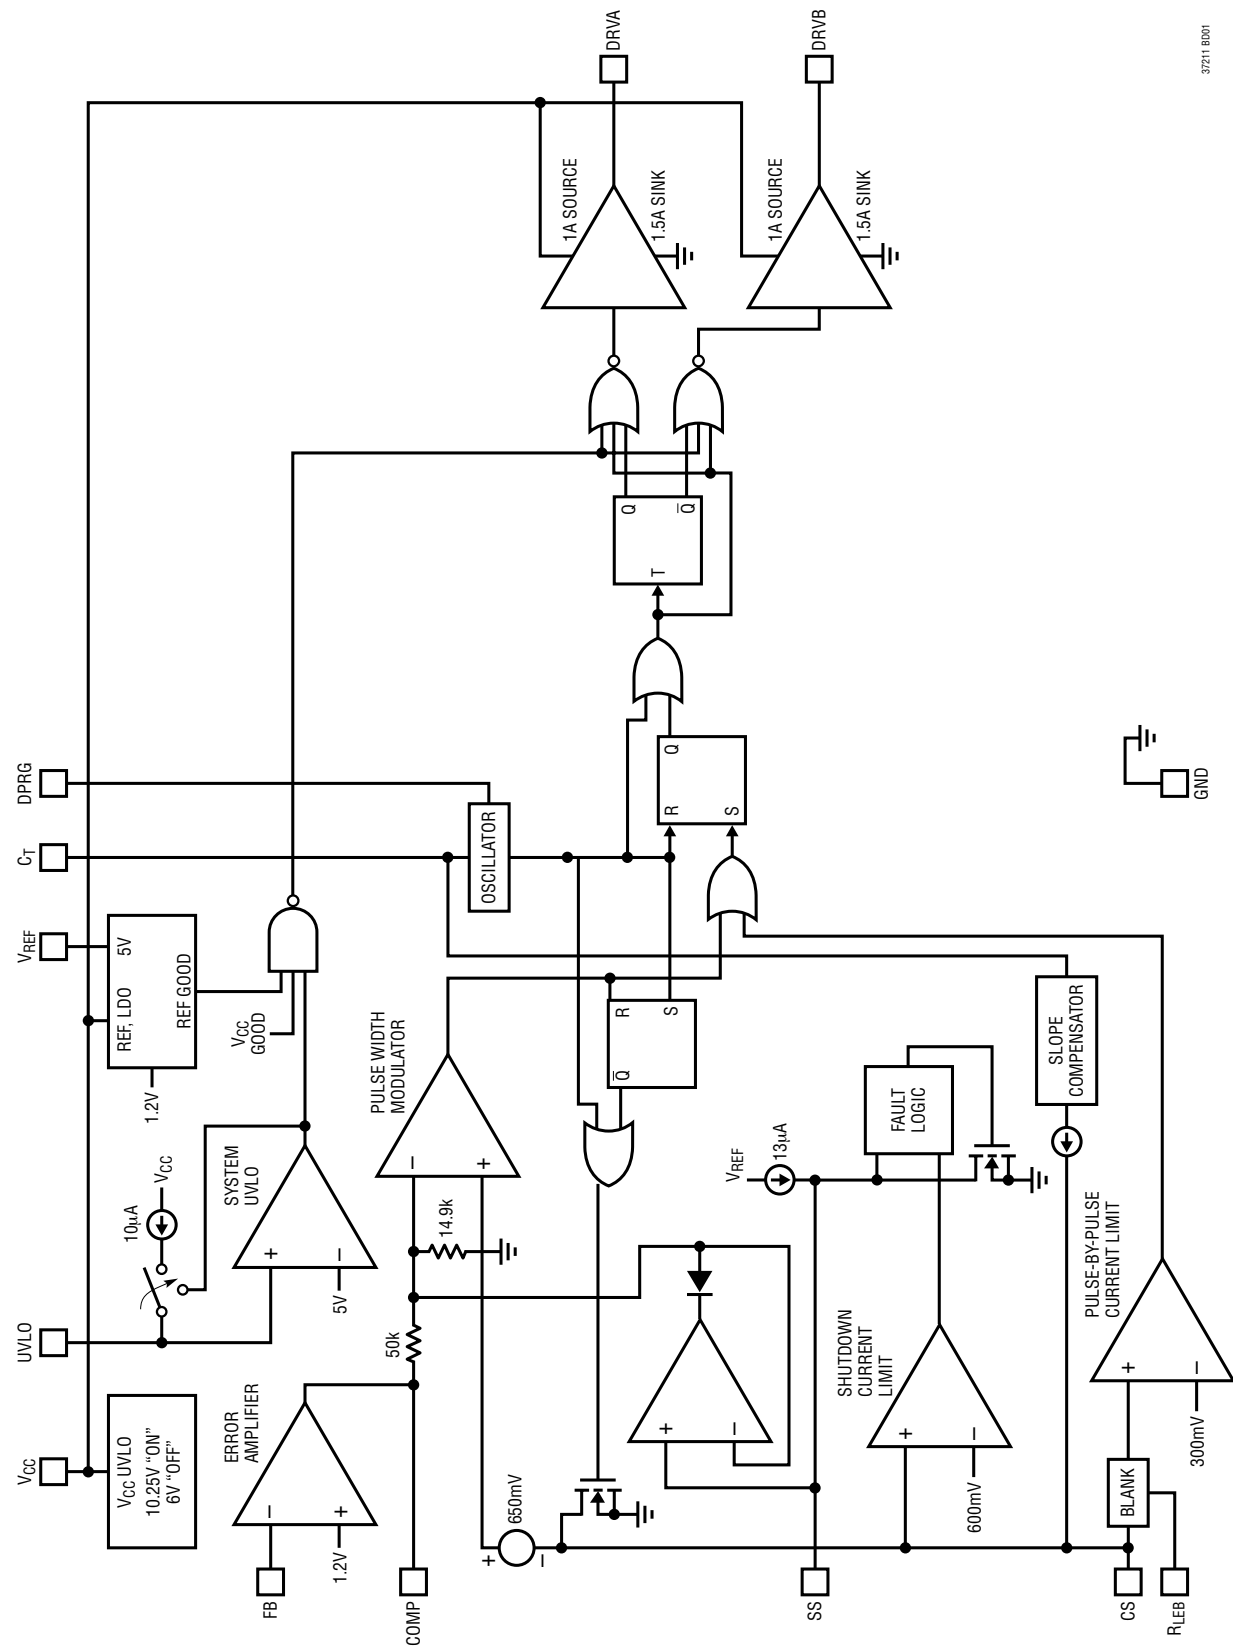 VCC
UVLO
VREF
CT
DPRG
VCC UVLO
10.25V “ON”
6V “OFF”
10µA
VCC
1.2V
REF, LDO
5V
REF GOOD
VCC
GOOD
SYSTEM
UVLO
+
–
5V
OSCILLATOR
FB
ERROR
AMPLIFIER
–
+
1.2V
COMP
50k
14.9k
PULSE WIDTH
MODULATOR
–
+
650mV
+
–
Q
R
S
R
S
Q
T
Q
Q
1A SOURCE
1.5A SINK
DRVA
1A SOURCE
1.5A SINK
DRVB
SS
+
–
VREF
13µA
FAULT
LOGIC
SHUTDOWN
CURRENT
LIMIT
+
–
600mV
SLOPE
COMPENSATOR
PULSE-BY-PULSE
CURRENT LIMIT
+
–
300mV
CS
BLANK
RLEB
GND
37211 BD01